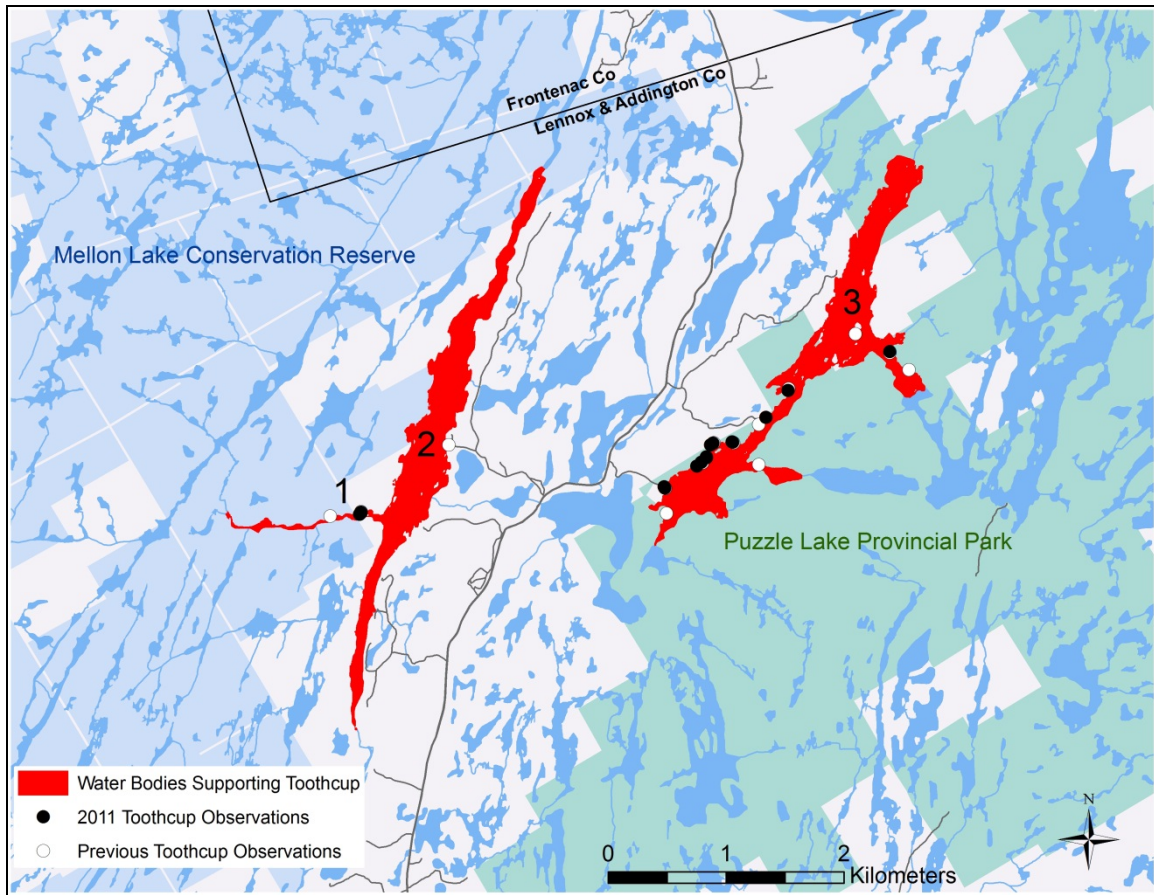 Frontenac Co
Lennox & Addington Co
Mellon Lake Conservation Reserve
3
2
1
Puzzle Lake Provincial Park
Water Bodies Supporting Toothcup
2011 Toothcup Observations
Previous Toothcup Observations
N
0 1 2
Kilometers